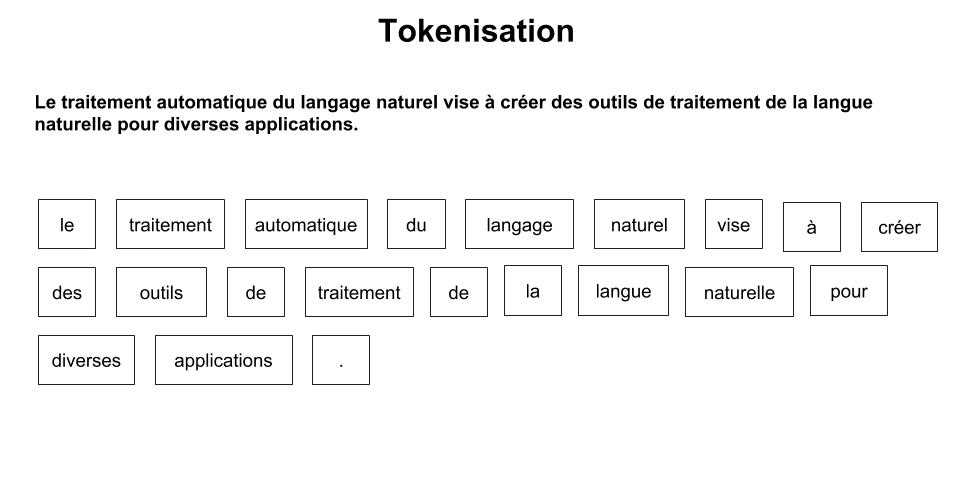 Tokenisation
Le traitement automatique du langage naturel vise à créer des outils de traitement de la langue
naturelle pour diverses applications.
le traitement automatique du langage naturel vise à créer
des outils de traitement de la langue naturelle pour
diverses applications .